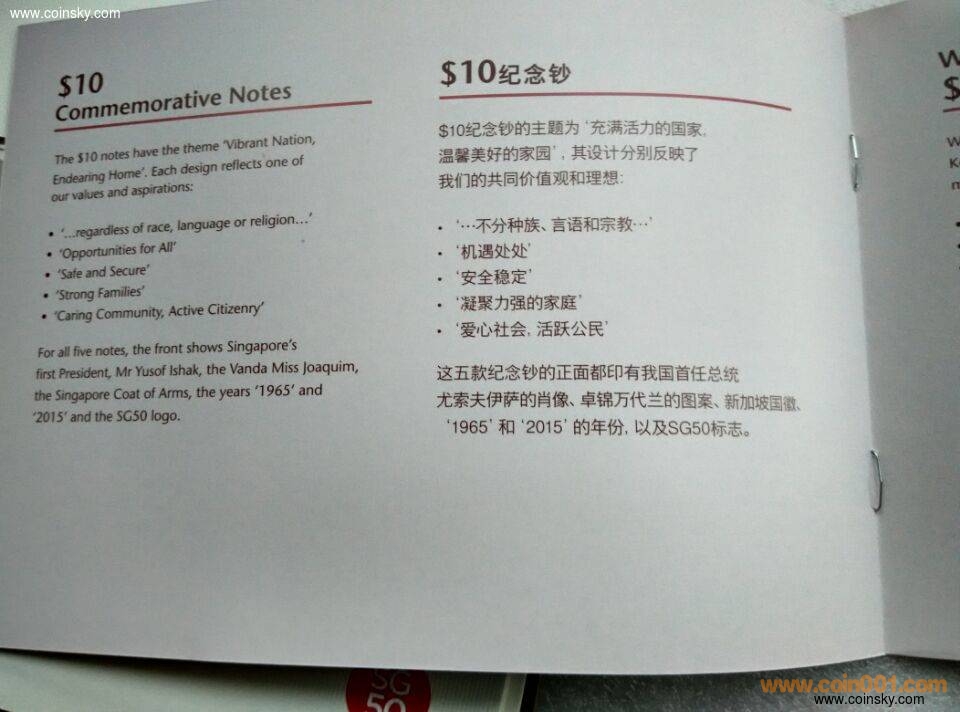 www.coinsky.com
$10
Commemorative Notes
The $10 notes have the theme ‘Vibrant Nation,
Endearing Home’. Each design reflects one of
our values and aspirations:
• ‘…regardless of race, language or religion…’
• ‘Opportunities for All’
• ‘Safe and Secure’
• ‘Strong Families’
• ‘Caring Community, Active Citizenry’
For all five notes, the front shows Singapore’s
first President, Mr Yusof Ishak, the Vanda Miss Joaquim,
the Singapore Coat of Arms, the years ‘1965’ and
‘2015’ and the SG50 logo.
$10纪念钞
$10纪念钞的主题为‘充满活力的国家,
温馨美好的家园’, 其设计分别反映了
我们的共同价值观和理想:
• ‘…不分种族、言语和宗教…’
• ‘机遇处处’
• ‘安全稳定’
• ‘凝聚力强的家庭’
• ‘爱心社会, 活跃公民’
这五款纪念钞的正面都印有我国首任总统
尤索夫伊萨的肖像、卓锦万代兰的图案、新加坡国徽、
‘1965’ 和 ‘2015’ 的年份, 以及SG50标志。
SG
50
www.coin001.com
www.coinsky.com